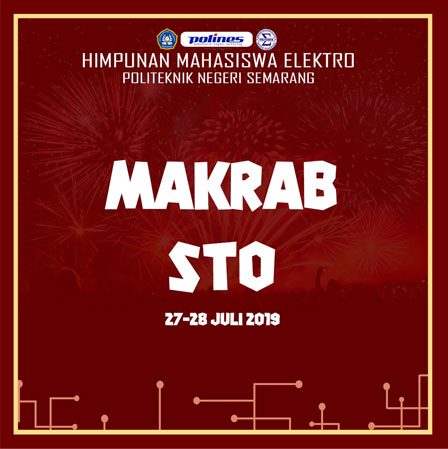 polines
HIMPUNAN MAHASISWA ELEKTRO
POLITEKNIK NEGERI SEMARANG
MAKRAB
STO
27-28 JULI 2019